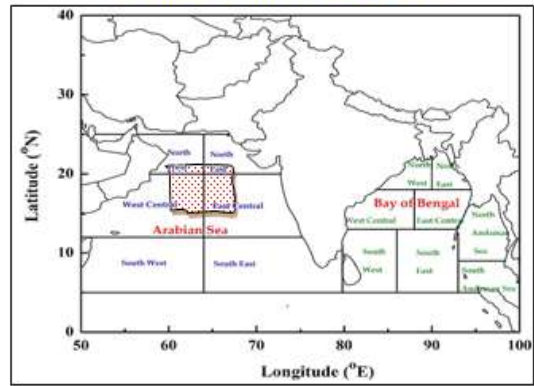 40
30
20
10
0
Latitude (°N)
North
North
West
East
West Central
East Central
Arabian Sea
South West
South East
North
West
North
East
Bay of Bengal
West Central
East Central
North
Andaman
Sea
South
West
South
East
South
Andaman Sea
50 60 70 80 90 100
Longitude (°E)